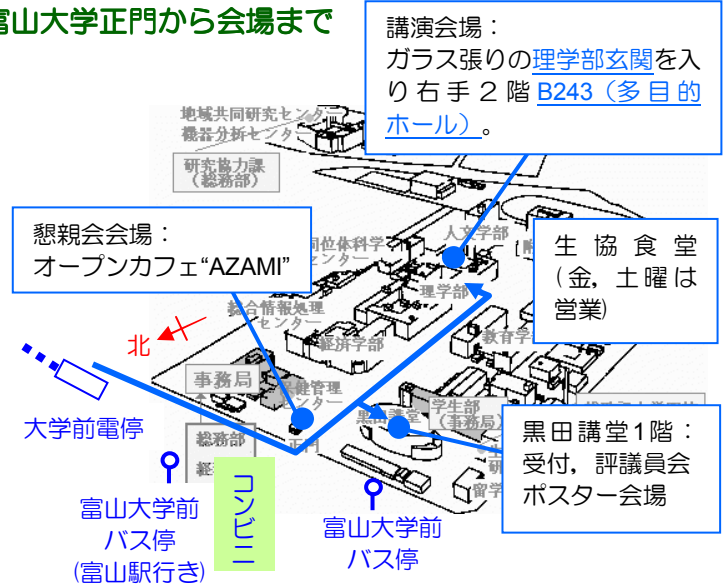 富山大学正門から会場まで
講演会場：
ガラス張りの理学部玄関を入
り右手２階B243（多目的
ホール）。
地域共同研究センター
機器分析センター
研究協力課
（総務部）
懇親会会場：
オープンカフェ“AZAMI”
同位体科学
センター
人文学部
理学部
生協食堂
(金，土曜は
営業)
総合情報処理
センター
北
経済学部
教育学
事務局
保健管理
センター
大学前電停
黒田講堂
学生部
（事務局）
総務部
正門
黒田講堂1階：
受付，評議員会
ポスター会場
コンビニ
留学
富山大学前
バス停
(富山駅行き)
富山大学前
バス停